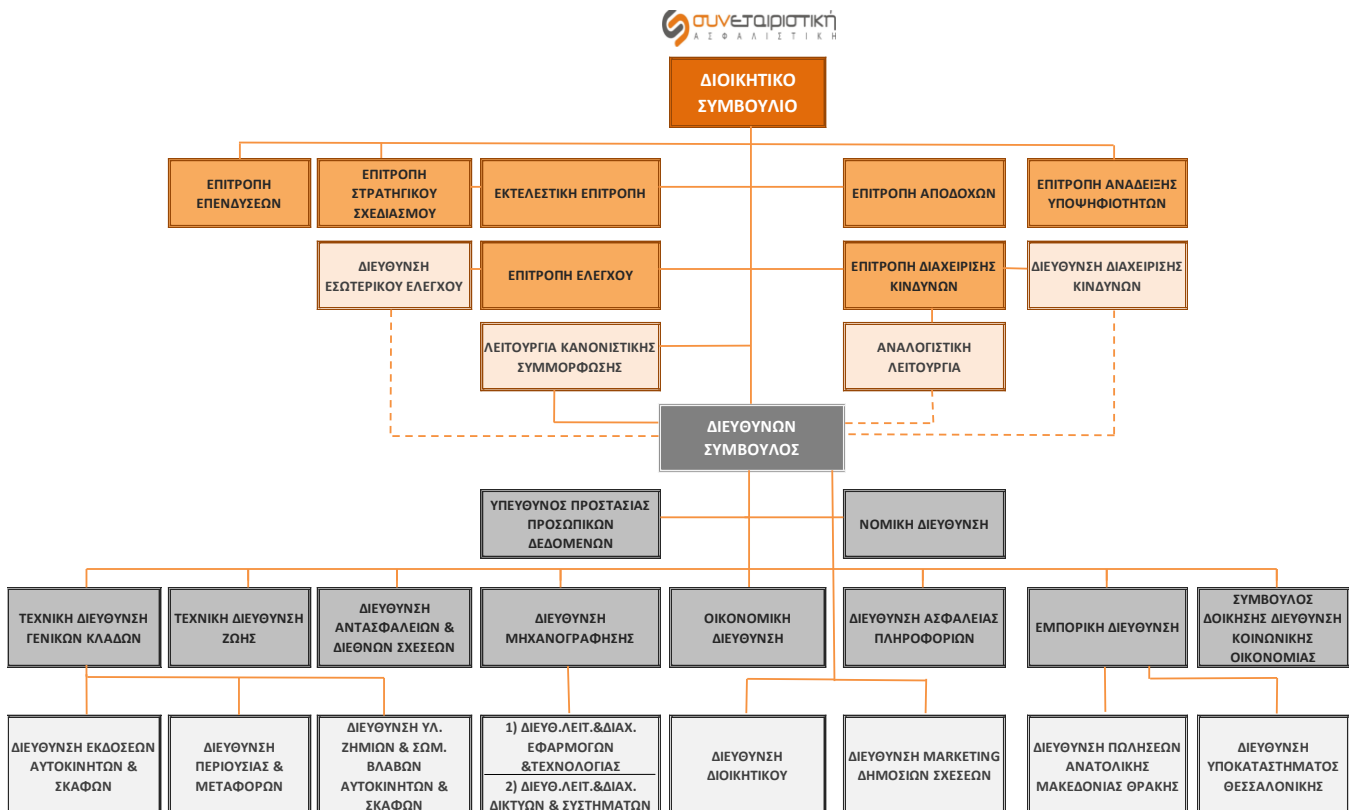 συνεταιριστική
ΑΣΦΑΛΙΣΤΙΚΗ
ΔΙΟΙΚΗΤΙΚΟ
ΣΥΜΒΟΥΛΙΟ
ΕΠΙΤΡΟΠΗ
ΕΠΕΝΔΥΣΕΩΝ
ΕΠΙΤΡΟΠΗ
ΣΤΡΑΤΗΓΙΚΟΥ
ΣΧΕΔΙΑΣΜΟΥ
ΕΚΤΕΛΕΣΤΙΚΗ ΕΠΙΤΡΟΠΗ
ΕΠΙΤΡΟΠΗ ΑΠΟΔΟΧΩΝ
ΕΠΙΤΡΟΠΗ ΑΝΑΔΕΙΞΗΣ
ΥΠΟΨΗΦΙΟΤΗΤΩΝ
ΔΙΕΥΘΥΝΣΗ
ΕΣΩΤΕΡΙΚΟΥ ΕΛΕΓΧΟΥ
ΕΠΙΤΡΟΠΗ ΕΛΕΓΧΟΥ
ΕΠΙΤΡΟΠΗ ΔΙΑΧΕΙΡΙΣΗΣ
ΚΙΝΔΥΝΩΝ
ΔΙΕΥΘΥΝΣΗ ΔΙΑΧΕΙΡΙΣΗΣ
ΚΙΝΔΥΝΩΝ
ΛΕΙΤΟΥΡΓΙΑ ΚΑΝΟΝΙΣΤΙΚΗΣ
ΣΥΜΜΟΡΦΩΣΗΣ
ΑΝΑΛΟΓΙΣΤΙΚΗ
ΛΕΙΤΟΥΡΓΙΑ
ΔΙΕΥΘΥΝΩΝ
ΣΥΜΒΟΥΛΟΣ
ΥΠΕΥΘΥΝΟΣ ΠΡΟΣΤΑΣΙΑΣ
ΠΡΟΣΩΠΙΚΩΝ
ΔΕΔΟΜΕΝΩΝ
ΝΟΜΙΚΗ ΔΙΕΥΘΥΝΣΗ
ΤΕΧΝΙΚΗ ΔΙΕΥΘΥΝΣΗ
ΓΕΝΙΚΩΝ ΚΛΑΔΩΝ
ΤΕΧΝΙΚΗ ΔΙΕΥΘΥΝΣΗ
ΖΩΗΣ
ΔΙΕΥΘΥΝΣΗ
ΑΝΤΑΣΦΑΛΕΙΩΝ &
ΔΙΕΘΝΩΝ ΣΧΕΣΕΩΝ
ΔΙΕΥΘΥΝΣΗ
ΜΗΧΑΝΟΓΡΑΦΗΣΗΣ
ΟΙΚΟΝΟΜΙΚΗ
ΔΙΕΥΘΥΝΣΗ
ΔΙΕΥΘΥΝΣΗ ΑΣΦΑΛΕΙΑΣ
ΠΛΗΡΟΦΟΡΙΩΝ
ΕΜΠΟΡΙΚΗ ΔΙΕΥΘΥΝΣΗ
ΣΥΜΒΟΥΛΟΣ
ΔΟΙΚΗΣΗΣ ΔΙΕΥΘΥΝΣΗ
ΚΟΙΝΩΝΙΚΗΣ
ΟΙΚΟΝΟΜΙΑΣ
ΔΙΕΥΘΥΝΣΗ ΕΚΔΟΣΕΩΝ
ΑΥΤΟΚΙΝΗΤΩΝ &
ΣΚΑΦΩΝ
ΔΙΕΥΘΥΝΣΗ
ΠΕΡΙΟΥΣΙΑΣ &
ΜΕΤΑΦΟΡΩΝ
ΔΙΕΥΘΥΝΣΗ ΥΛ.
ΖΗΜΙΩΝ & ΣΩΜ.
ΒΛΑΒΩΝ
ΑΥΤΟΚΙΝΗΤΩΝ &
ΣΚΑΦΩΝ
1) ΔΙΕΥΘ.ΛΕΙΤ.&ΔΙΑΧ.
ΕΦΑΡΜΟΓΩΝ
&ΤΕΧΝΟΛΟΓΙΑΣ
2) ΔΙΕΥΘ.ΛΕΙΤ.&ΔΙΑΧ.
ΔΙΚΤΥΩΝ & ΣΥΣΤΗΜΑΤΩΝ
ΔΙΕΥΘΥΝΣΗ
ΔΙΟΙΚΗΤΙΚΟΥ
ΔΙΕΥΘΥΝΣΗ MARKETING
ΔΗΜΟΣΙΩΝ ΣΧΕΣΕΩΝ
ΔΙΕΥΘΥΝΣΗ ΠΩΛΗΣΕΩΝ
ΑΝΑΤΟΛΙΚΗΣ
ΜΑΚΕΔΟΝΙΑΣ ΘΡΑΚΗΣ
ΔΙΕΥΘΥΝΣΗ
ΥΠΟΚΑΤΑΣΤΗΜΑΤΟΣ
ΘΕΣΣΑΛΟΝΙΚΗΣ